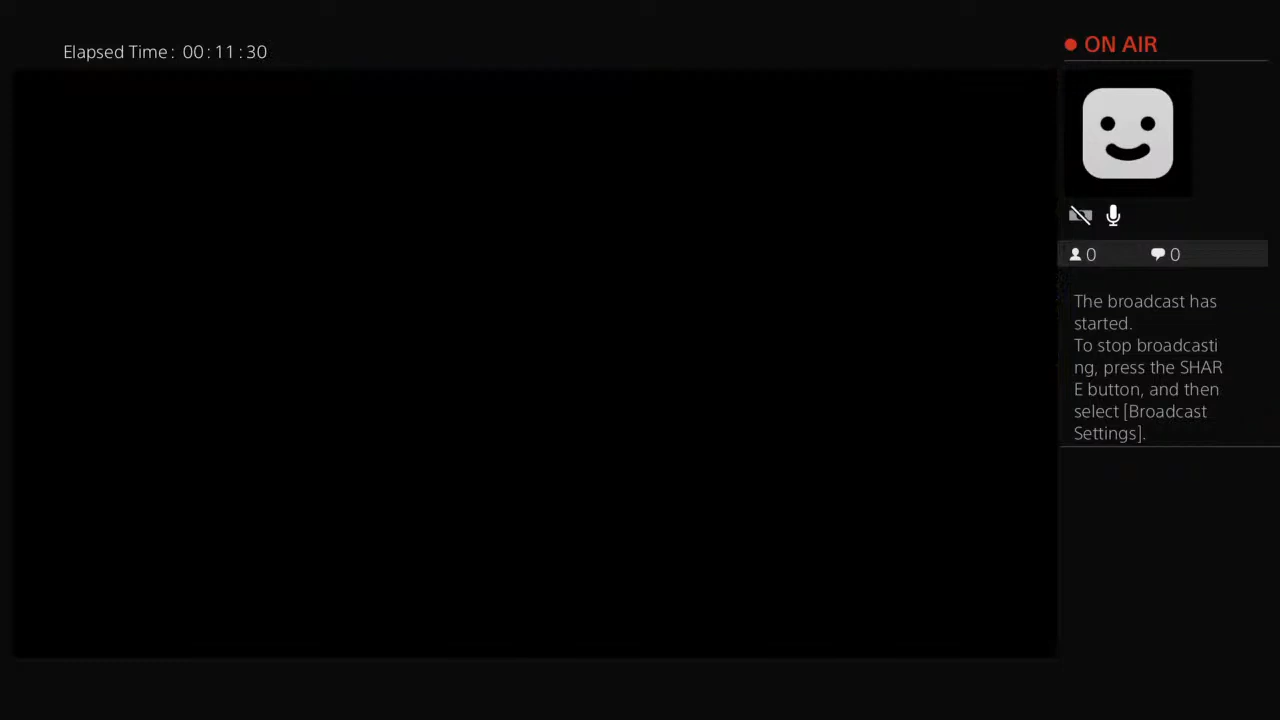 Elapsed Time: 00:11:30
ON AIR
0 0
The broadcast has
started.
To stop broadcasti
ng, press the SHAR
E button, and then
select [Broadcast
Settings].